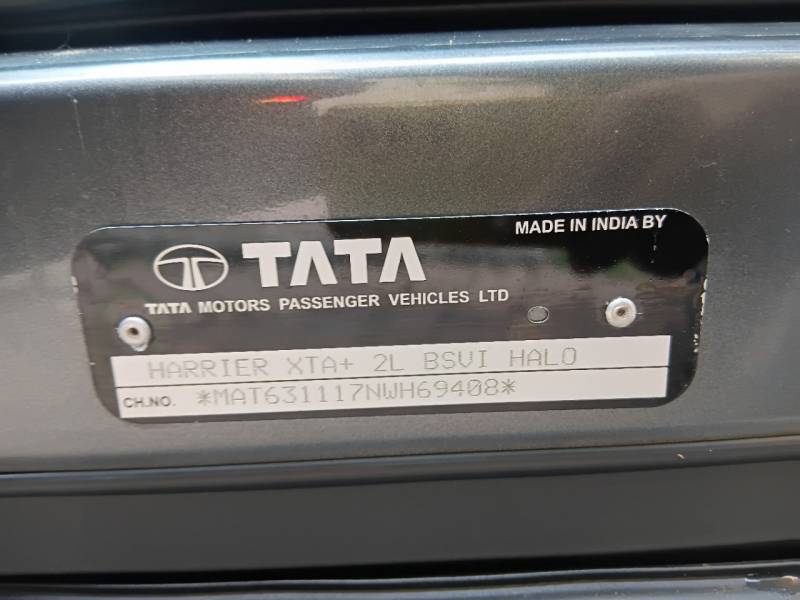 MADE IN INDIA BY
TATA
TATA MOTORS PASSENGER VEHICLES LTD
HARRIER XTA+ 2L BSVI HALO
CH.NO. *MAT631117NWH69408*